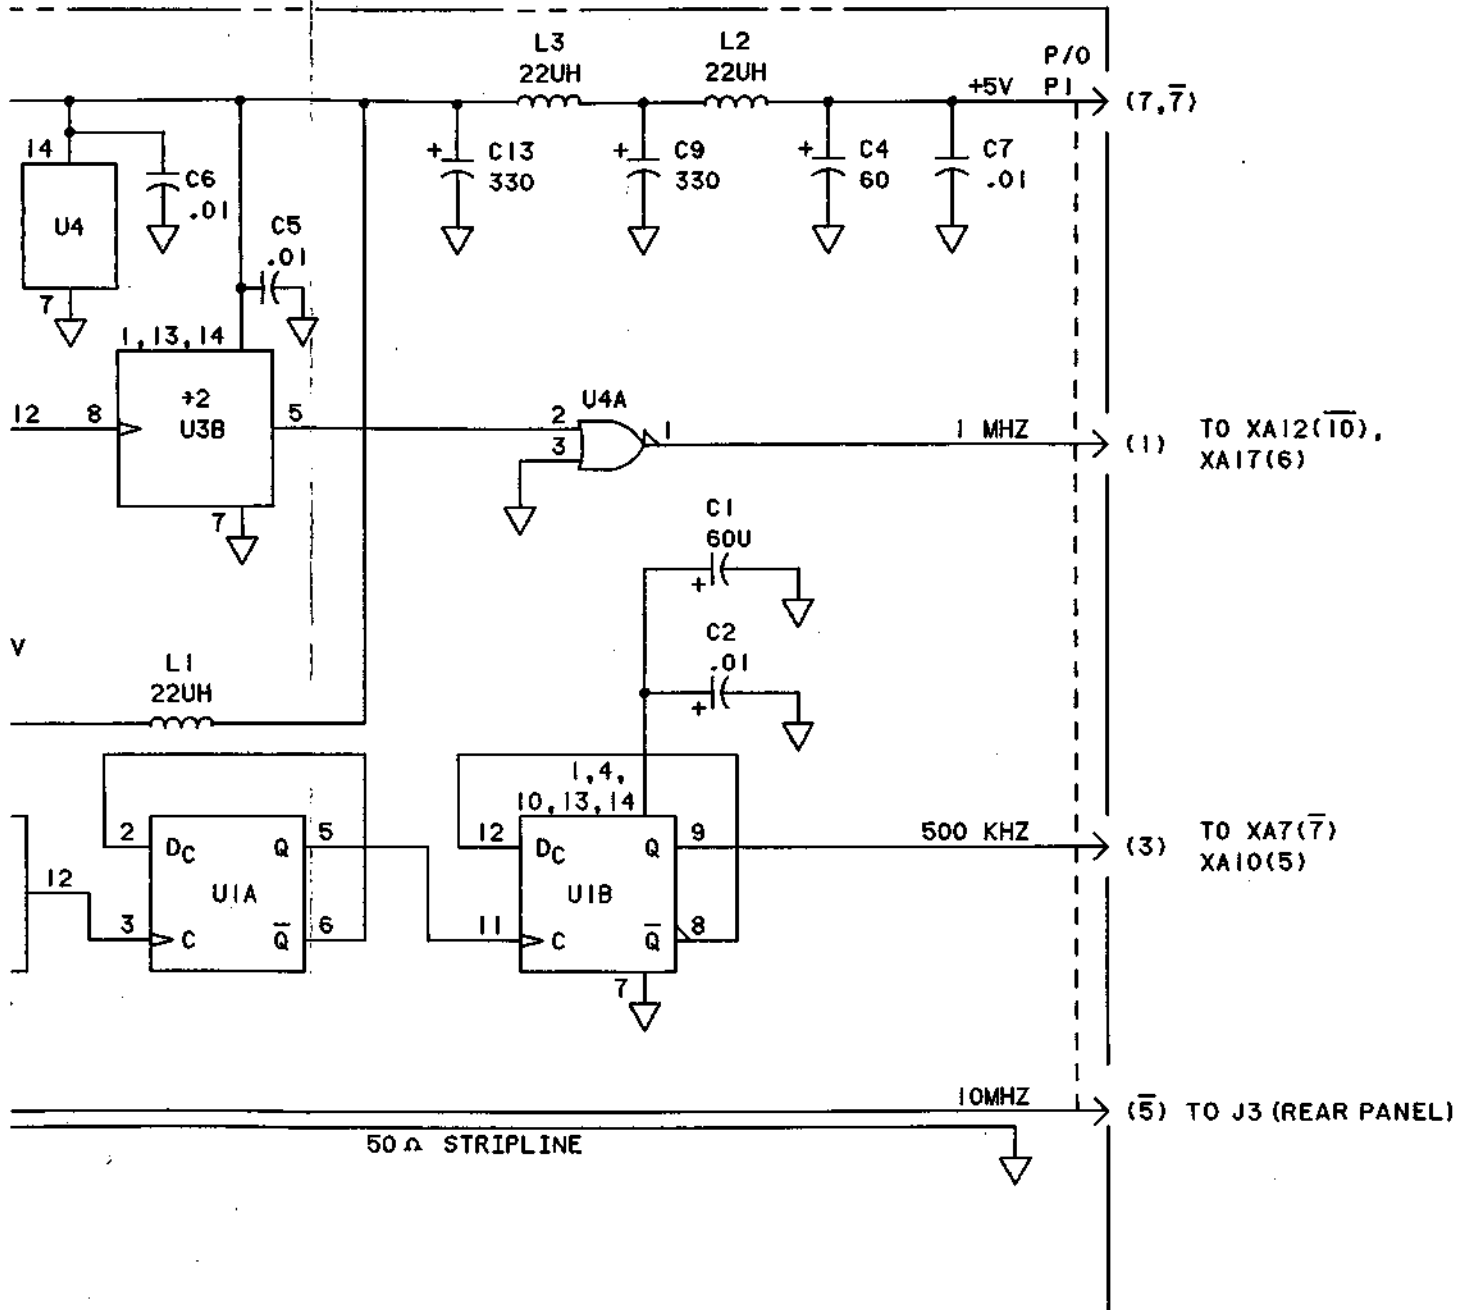 L3
22UH
L2
22UH
P/O
P1
+5V
(7,7̅)
14
U4
7
C6
.01
C5
.01
+
C13
330
+
C9
330
+
C4
60
C7
.01
1,13,14
12
8
÷2
U3B
5
7
U4A
2
3
1
1 MHZ
(1)
TO XA12(1̅0̅),
XA17(6)
C1
60U
+
C2
.01
+
V
L1
22UH
12
2
DC
Q
5
U1A
3
C
Q̅
6
1,4,
10,13,14
12
DC
Q
9
U1B
11
C
Q̅
8
7
500 KHZ
(3)
TO XA7(7̅)
XA10(5)
10MHZ
(5̅) TO J3 (REAR PANEL)
50Ω STRIPLINE